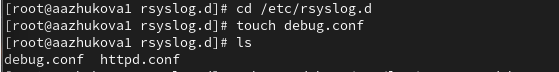 [root@aazhukova1 rsyslog.d]# cd /etc/rsyslog.d
[root@aazhukova1 rsyslog.d]# touch debug.conf
[root@aazhukova1 rsyslog.d]# ls
debug.conf  httpd.conf